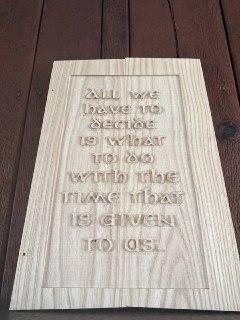 All we
have to
decide
is what
to do
with the
time that
is given
to us.